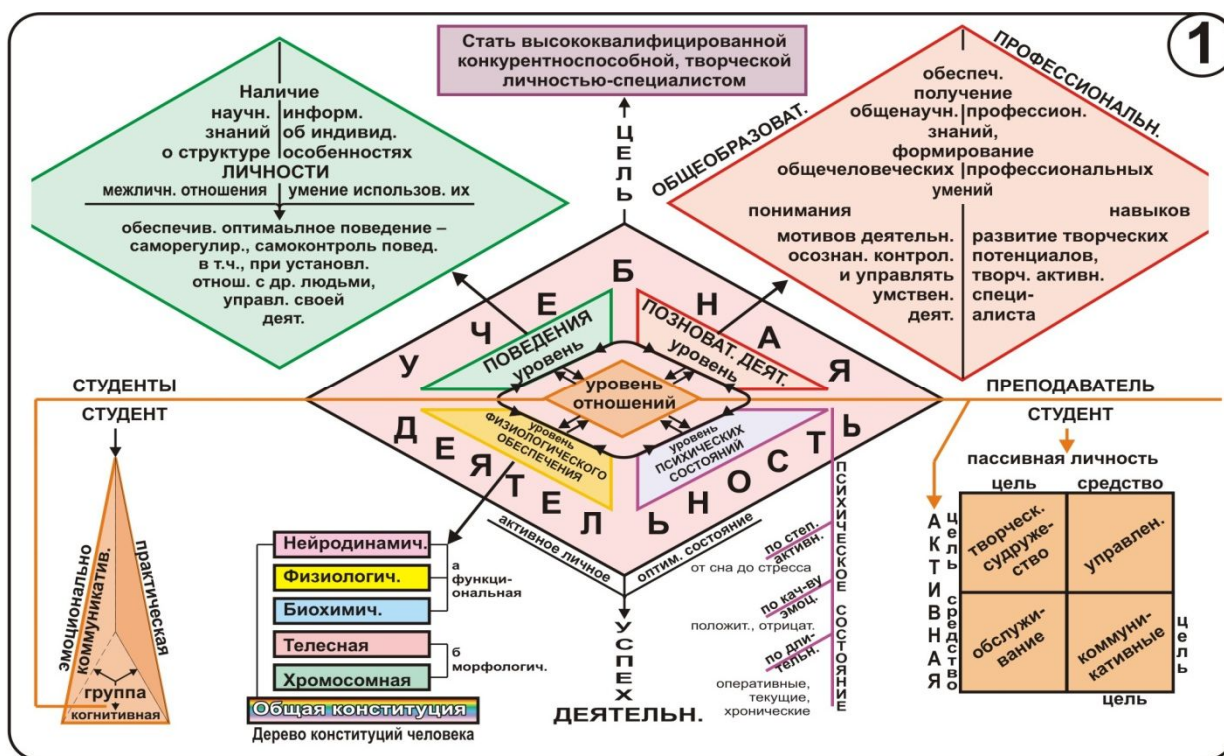 1
Стать высококвалифицированной
конкурентноспособной, творческой
личностью-специалистом
ЦЕЛЬ
Наличие
научн. информ.
знаний об индивид.
о структуре особенностях
ЛИЧНОСТИ
межличн. отношения умение использов. их
обеспечив. оптимаьлное поведение –
саморегулир., самоконтроль повед.
в т.ч., при установл.
отнош. с др. людьми,
управл. своей
деят.
ОБЩЕОБРАЗОВАТ.
ПРОФЕССИОНАЛЬН.
обеспеч.
получение
общенаучн. профессион.
знаний,
формирование
общечеловеческих профессиональных
умений
понимания навыков
мотивов деятельн.
осознан. контрол.
и управлять
умствен.
деят.
развитие творческих
потенциалов,
творч. активн.
специ-
алиста
УЧЕБНАЯ
ДЕЯТЕЛЬНОСТЬ
ПОВЕДЕНИЯ
уровень
ПОЗНОВАТ. ДЕЯТ.
уровень
уровень
отношений
уровень
ФИЗИОЛОГИЧЕСКОГО
ОБЕСПЕЧЕНИЯ
уровень
ПСИХИЧЕСКИХ
СОСТОЯНИЙ
СТУДЕНТЫ
СТУДЕНТ
эмоционально
коммуникатив.
практическая
группа
когнитивная
Нейродинамич.
Физиологич.
Биохимич.
а
функци-
ональная
Телесная
Хромосомная
б
морфологич.
Общая конституция
Дерево конституций человека
активное личное
оптим. состояние
УСПЕХ
ДЕЯТЕЛЬН.
ПСИХИЧЕСКОЕ СОСТОЯНИЕ
по степ.
активн.
от сна до стресса
по кач-ву
эмоц.
положит., отрицат.
по дли-
тельн.
оперативные,
текущие,
хронические
ПРЕПОДАВАТЕЛЬ
СТУДЕНТ
пассивная личность
цель средство
АКТИВНАЯ
цель средство
творческ.
судруже-
ство
управлен.
обслужи-
вание
коммуни-
кативные
цель
цель